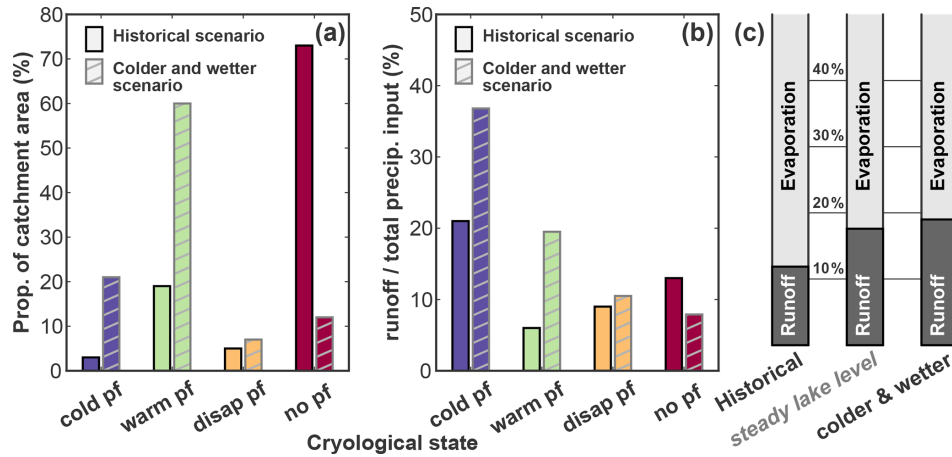 Prop. of catchment area (%)
80
70
60
50
40
30
20
10
0
Historical scenario
Colder and wetter
scenario
(a)
cold pf
warm pf
disap pf
no pf
runoff / total precip. input (%)
50
40
30
20
10
0
Historical scenario
Colder and wetter
scenario
(b)
cold pf
warm pf
disap pf
no pf
Cryological state
(c)
Evaporation
Evaporation
Evaporation
40%
30%
20%
10%
Runoff
Runoff
Runoff
Historical
steady lake level
colder & wetter